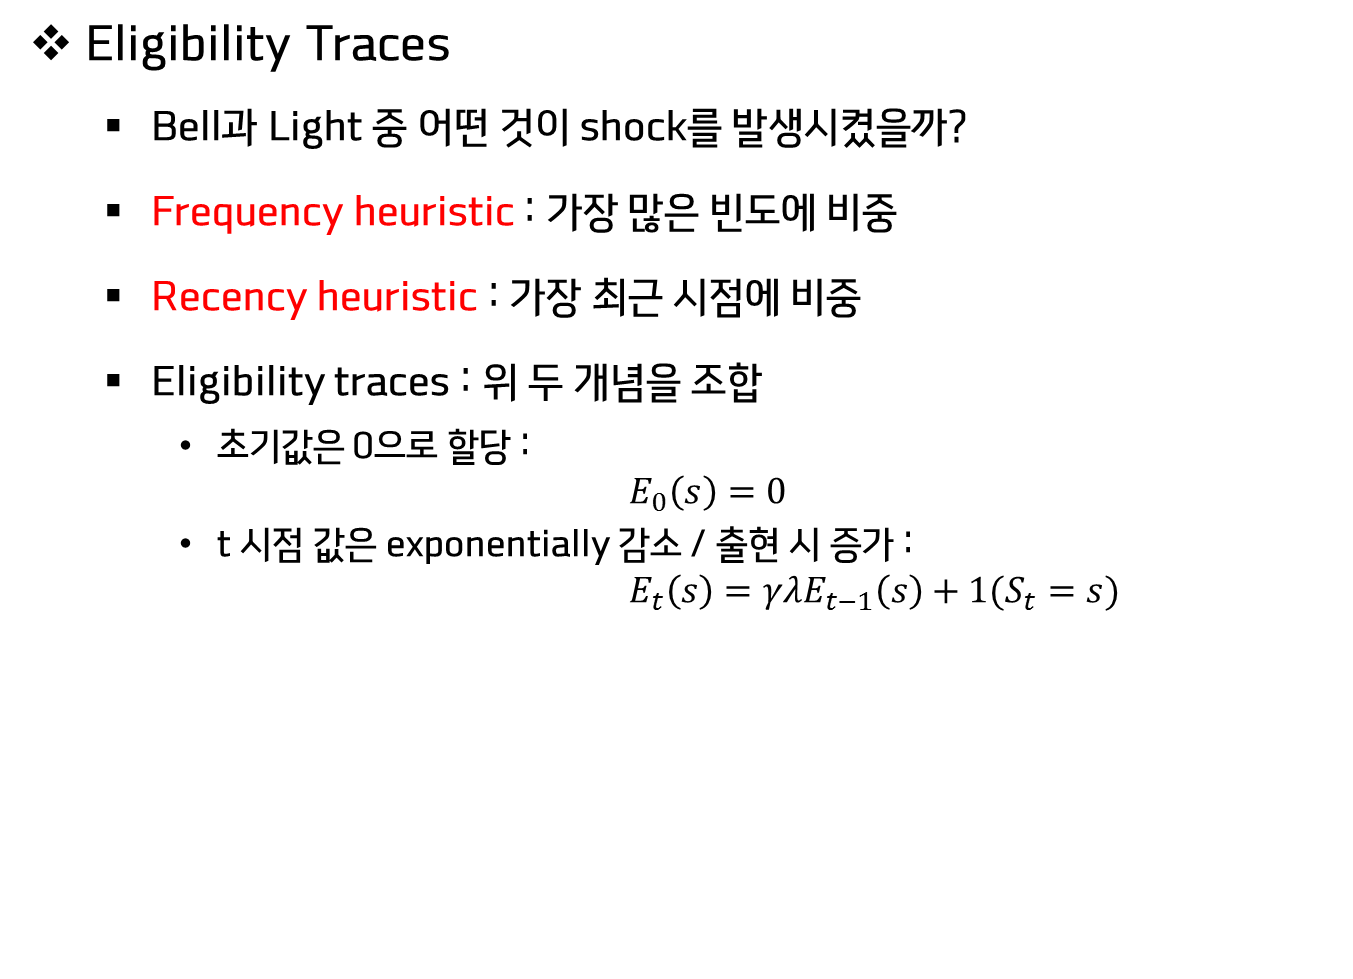 ❖ Eligibility Traces
▪ Bell과 Light 중 어떤 것이 shock를 발생시켰을까?
▪ Frequency heuristic : 가장 많은 빈도에 비중
▪ Recency heuristic : 가장 최근 시점에 비중
▪ Eligibility traces : 위 두 개념을 조합
• 초기값은 0으로 할당 :
𝐸₀(𝑠) = 0
• t 시점 값은 exponentially 감소 / 출현 시 증가 :
𝐸ₜ(𝑠) = 𝛾𝜆𝐸ₜ₋₁(𝑠) + 1(𝑆ₜ = 𝑠)